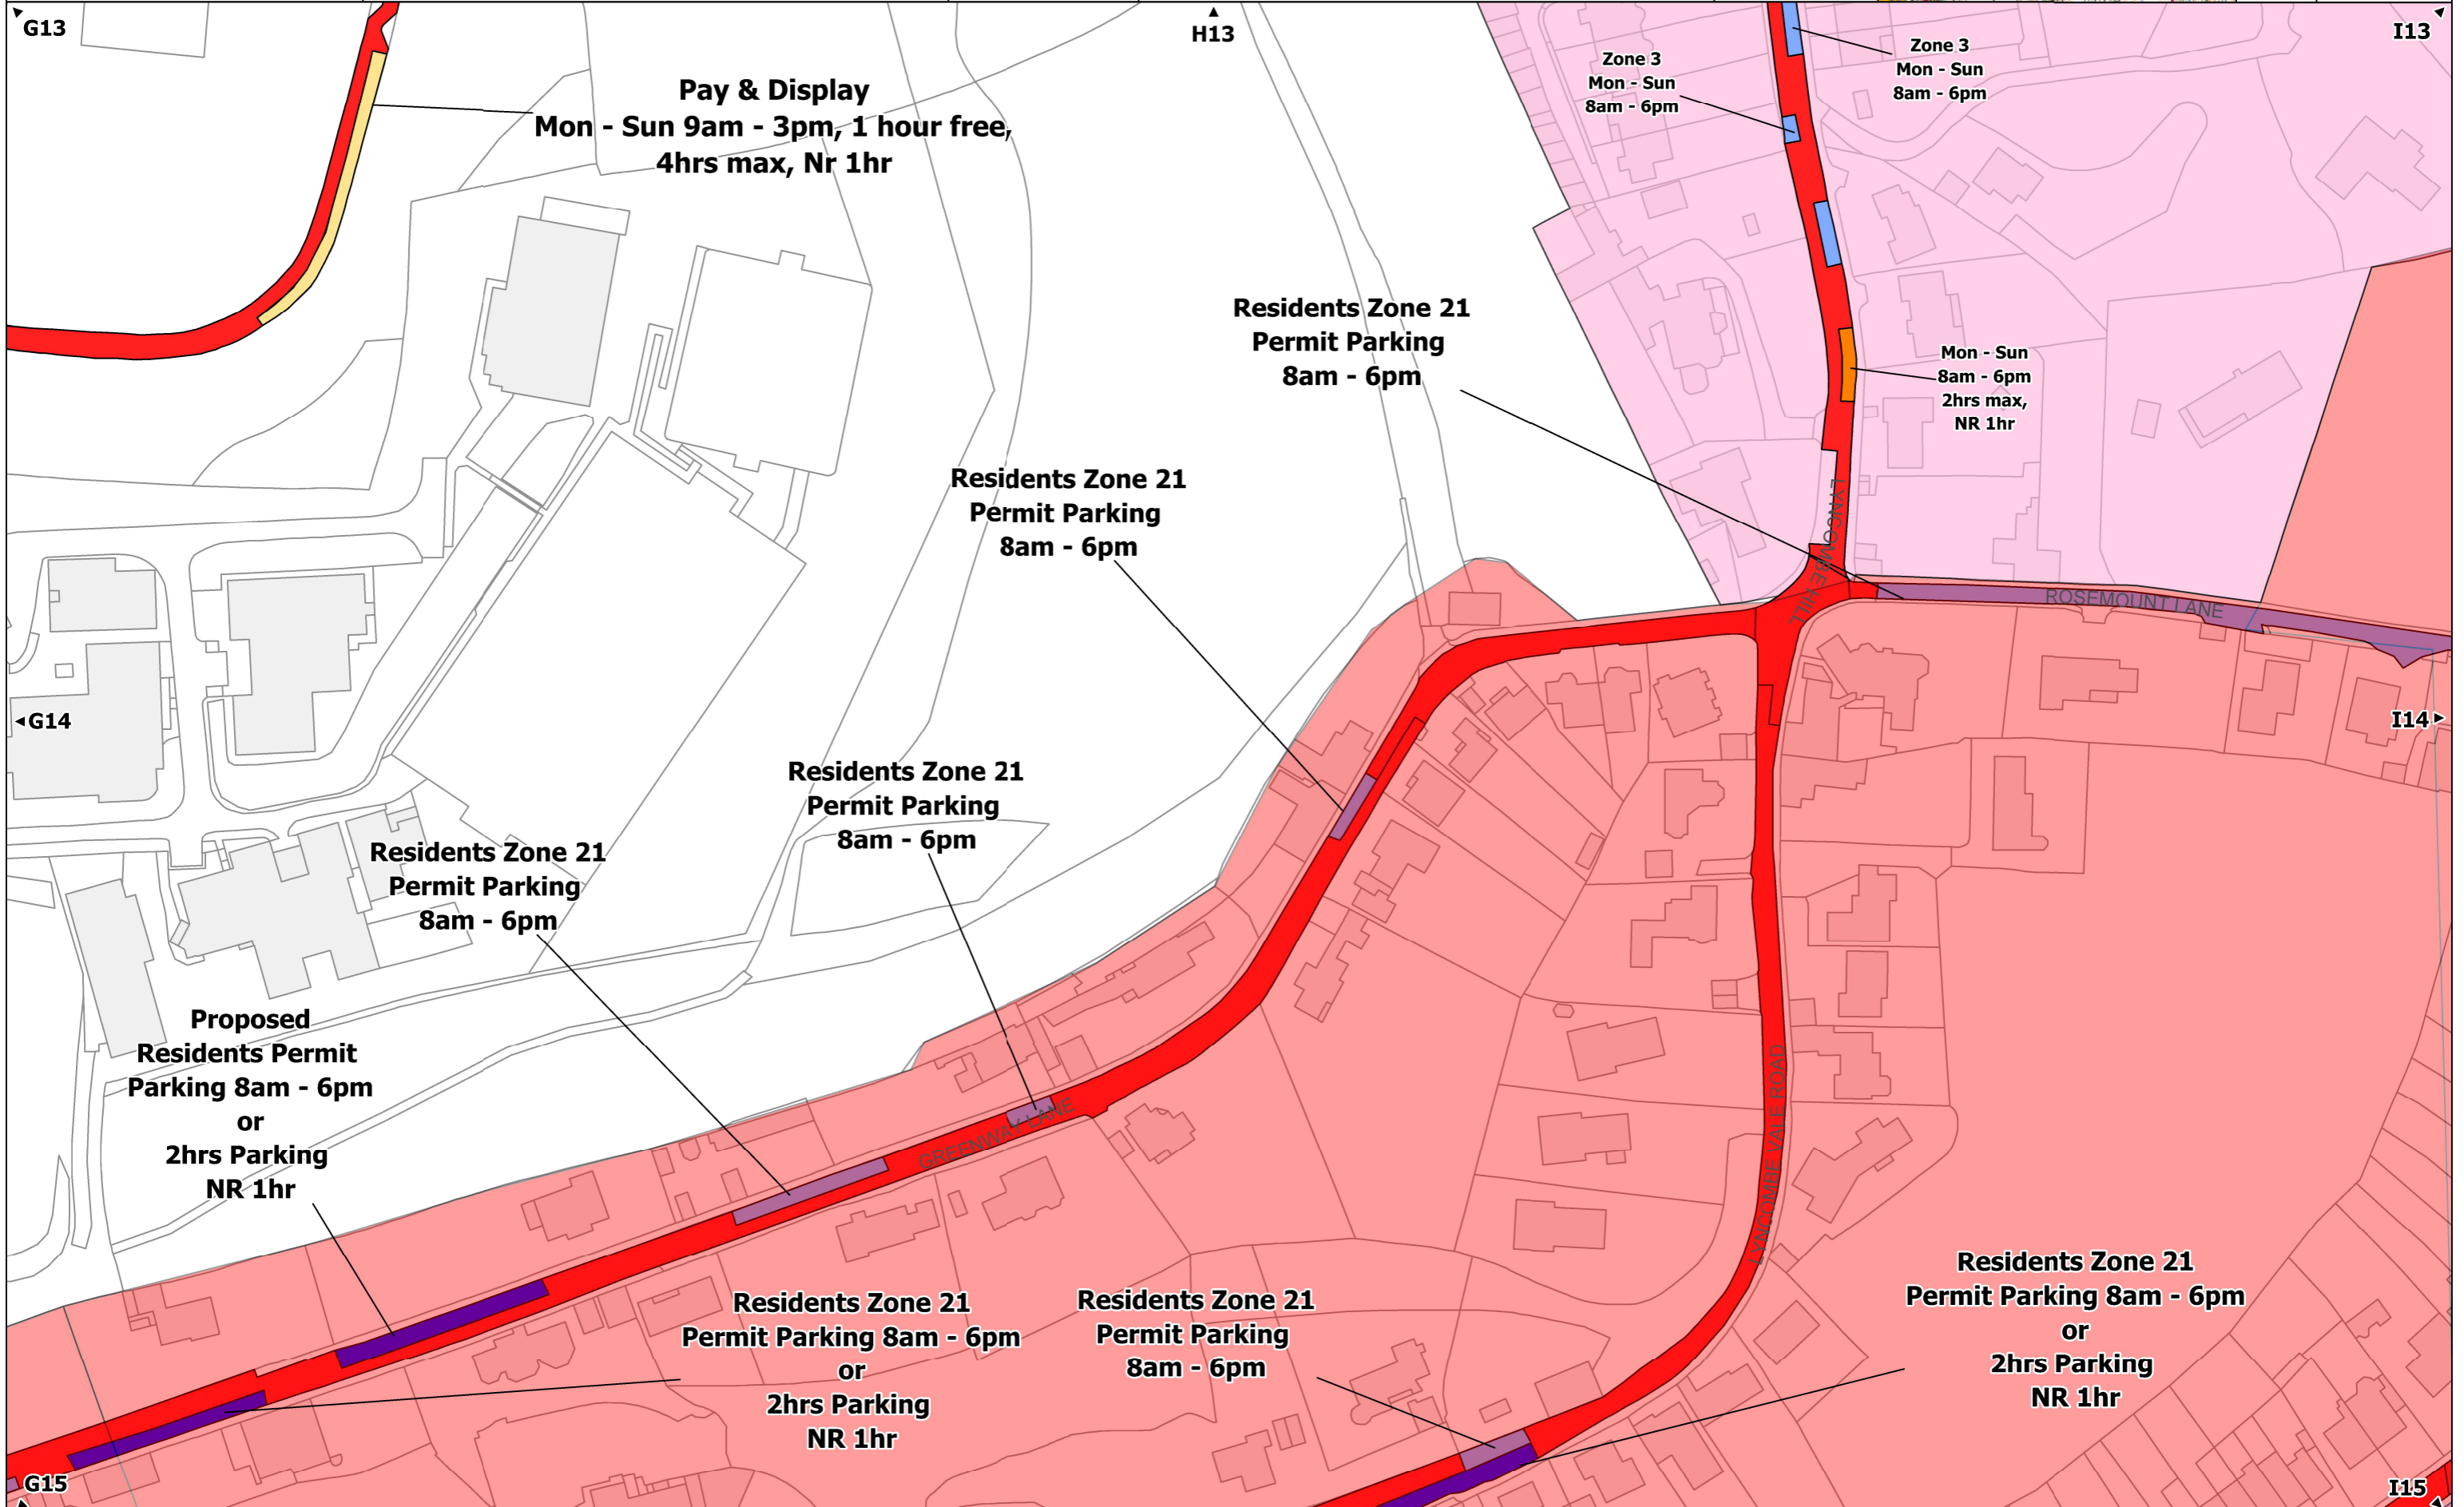 G13
H13
I13
Pay & Display
Mon - Sun 9am - 3pm, 1 hour free,
4hrs max, Nr 1hr
Zone 3
Mon - Sun
8am - 6pm
Zone 3
Mon - Sun
8am - 6pm
Residents Zone 21
Permit Parking
8am - 6pm
Mon - Sun
8am - 6pm
2hrs max,
NR 1hr
Residents Zone 21
Permit Parking
8am - 6pm
LYNCOMBE HILL
ROSEMOUNT LANE
G14
I14
Residents Zone 21
Permit Parking
8am - 6pm
Residents Zone 21
Permit Parking
8am - 6pm
Proposed
Residents Permit
Parking 8am - 6pm
or
2hrs Parking
NR 1hr
GREENWAY LANE
LYNCOMBE VALE ROAD
Residents Zone 21
Permit Parking 8am - 6pm
or
2hrs Parking
NR 1hr
Residents Zone 21
Permit Parking
8am - 6pm
Residents Zone 21
Permit Parking 8am - 6pm
or
2hrs Parking
NR 1hr
G15
I15